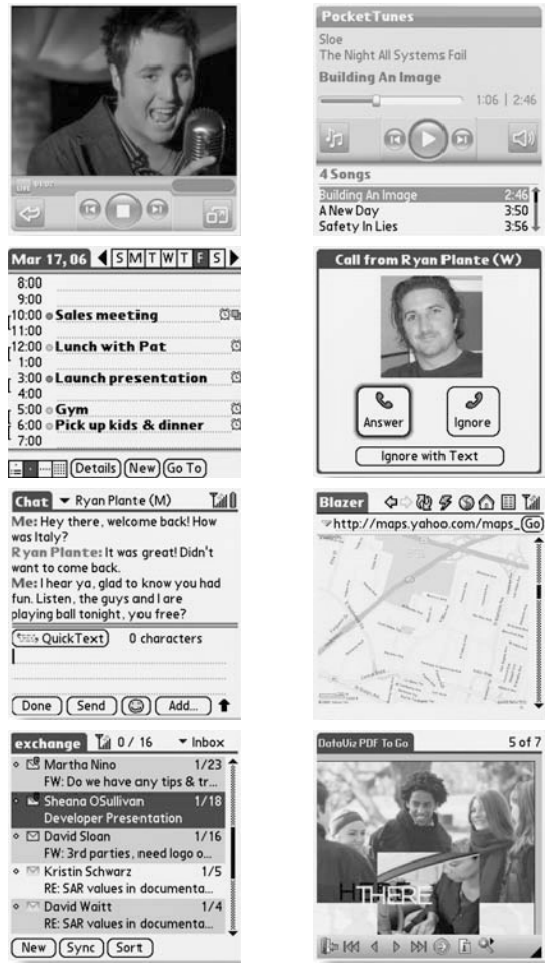 LIVE 01:02
PocketTunes
Sloe
The Night All Systems Fail
Building An Image
1:06 | 2:46
4 Songs
Building An Image 2:46
A New Day 3:50
Safety In Lies 3:56
Mar 17, 06 S M T W T F S
8:00
9:00
10:00 Sales meeting
11:00
12:00 Lunch with Pat
1:00
3:00 Launch presentation
4:00
5:00 Gym
6:00 Pick up kids & dinner
7:00
Details New Go To
Call from Ryan Plante (W)
Answer Ignore
Ignore with Text
Chat Ryan Plante (M)
Me: Hey there, welcome back! How
was Italy?
Ryan Plante: It was great! Didn't
want to come back.
Me: I hear ya, glad to know you had
fun. Listen, the guys and I are
playing ball tonight, you free?
QuickText 0 characters
Done Send Add...
Blazer
http://maps.yahoo.com/maps_ Go
exchange 0 / 16 Inbox
Martha Nino 1/23
FW: Do we have any tips & tr...
Sheana OSullivan 1/18
Developer Presentation
David Sloan 1/16
FW: 3rd parties, need logo o...
Kristin Schwarz 1/5
RE: SAR values in documenta...
David Waitt 1/4
RE: SAR values in documenta...
New Sync Sort
DataViz PDF To Go 5 of 7
THERE